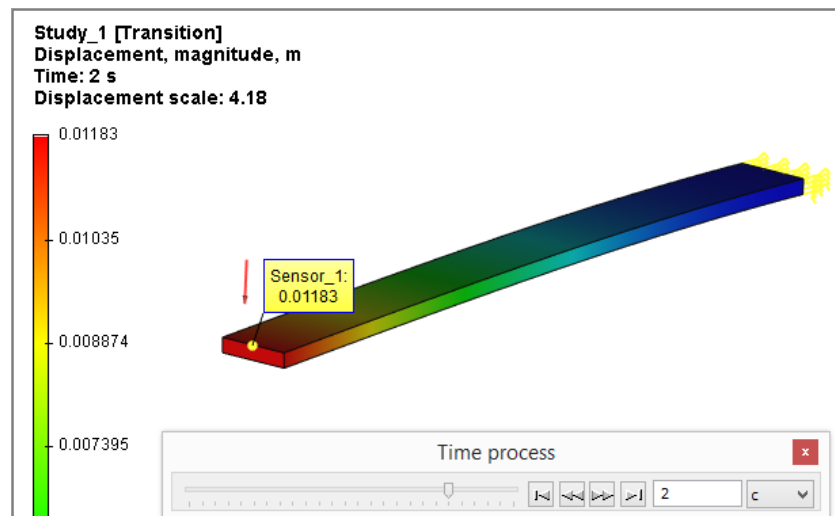 Study_1 [Transition]
Displacement, magnitude, m
Time: 2 s
Displacement scale: 4.18
0.01183
0.01035
Sensor_1:
0.01183
0.008874
0.007395
Time process
x
2
c